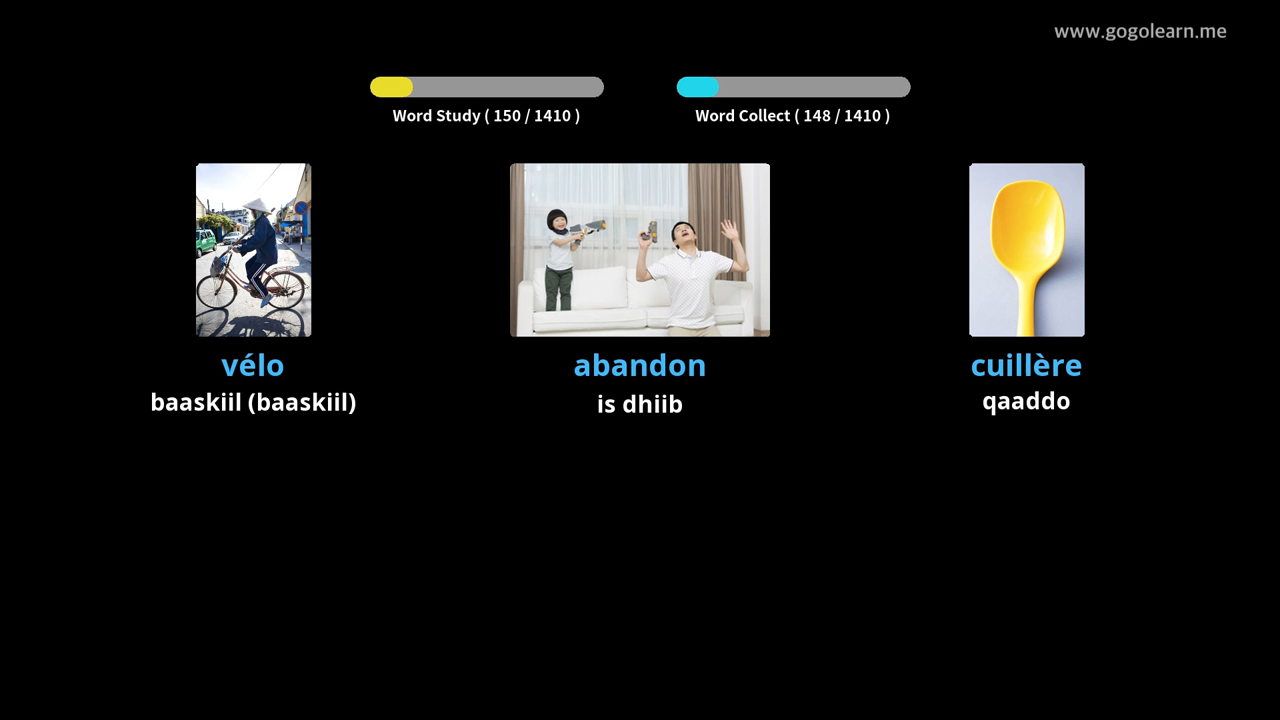 www.gogolearn.me
Word Study ( 150 / 1410 )
Word Collect ( 148 / 1410 )
vélo
baaskiil (baaskiil)
abandon
is dhiib
cuillère
qaaddo